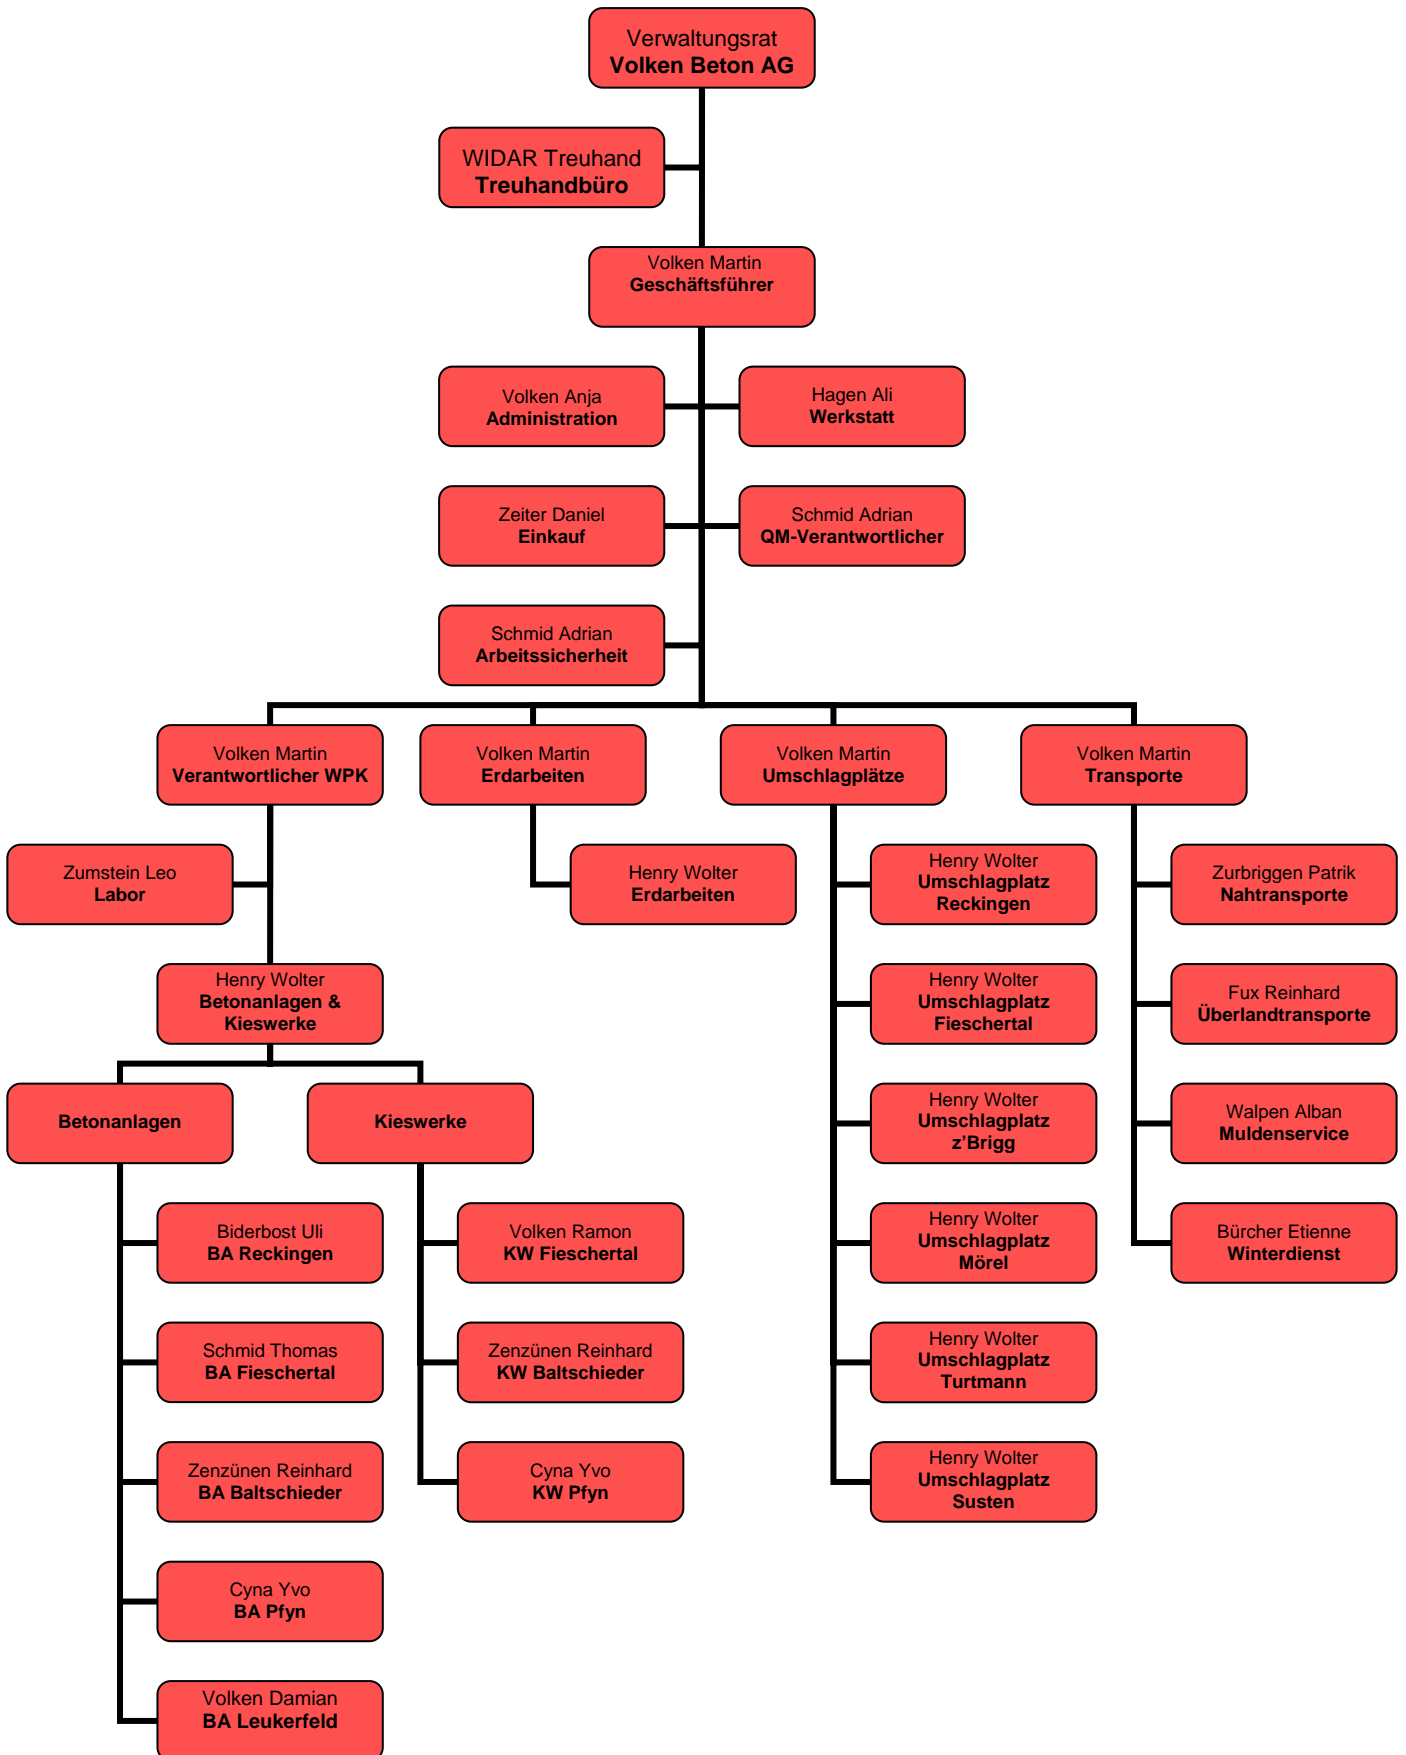 Verwaltungsrat
Volken Beton AG
WIDAR Treuhand
Treuhandbüro
Volken Martin
Geschäftsführer
Volken Anja
Administration
Hagen Ali
Werkstatt
Zeiter Daniel
Einkauf
Schmid Adrian
QM-Verantwortlicher
Schmid Adrian
Arbeitssicherheit
Volken Martin
Verantwortlicher WPK
Volken Martin
Erdarbeiten
Volken Martin
Umschlagplätze
Volken Martin
Transporte
Zumstein Leo
Labor
Henry Wolter
Erdarbeiten
Henry Wolter
Umschlagplatz
Reckingen
Zurbriggen Patrik
Nahtransporte
Henry Wolter
Betonanlagen &
Kieswerke
Henry Wolter
Umschlagplatz
Fieschertal
Fux Reinhard
Überlandtransporte
Betonanlagen
Kieswerke
Henry Wolter
Umschlagplatz
z'Brigg
Walpen Alban
Muldenservice
Biderbost Uli
BA Reckingen
Volken Ramon
KW Fieschertal
Henry Wolter
Umschlagplatz
Mörel
Bürcher Etienne
Winterdienst
Schmid Thomas
BA Fieschertal
Zenzünen Reinhard
KW Baltschieder
Henry Wolter
Umschlagplatz
Turtmann
Zenzünen Reinhard
BA Baltschieder
Cyna Yvo
KW Pfyn
Henry Wolter
Umschlagplatz
Susten
Cyna Yvo
BA Pfyn
Volken Damian
BA Leukerfeld